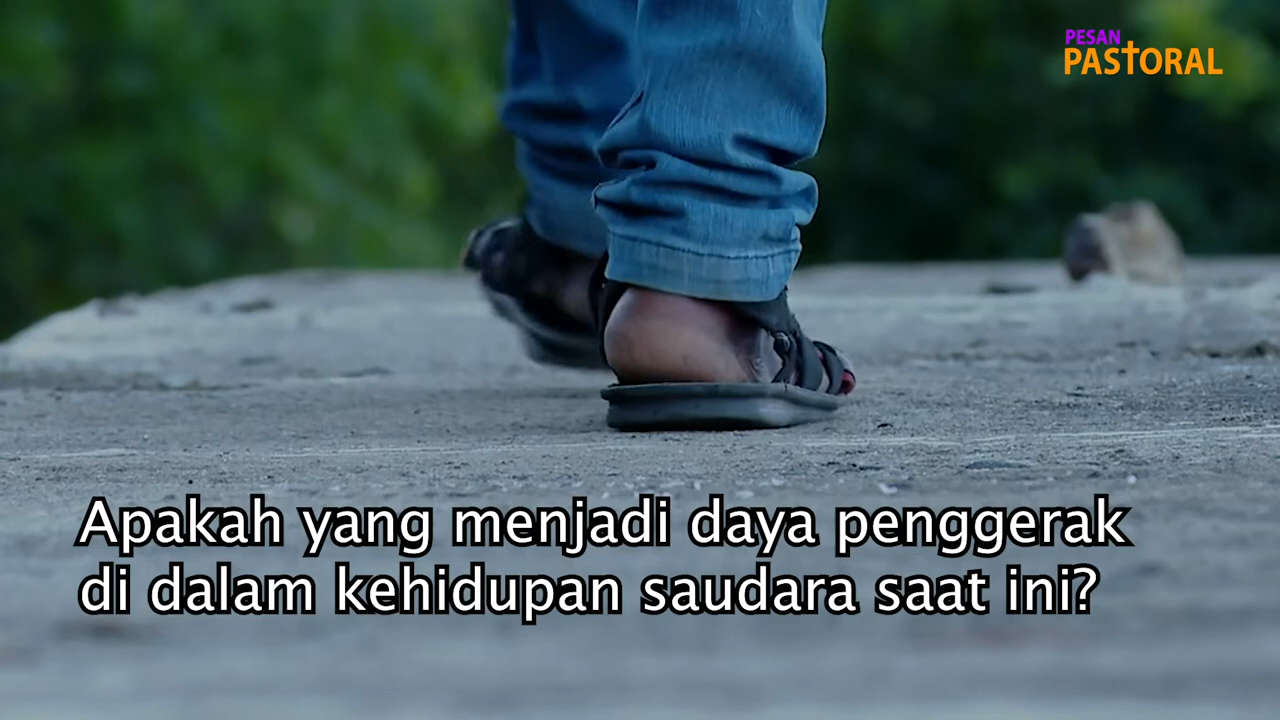 PESAN
PASTORAL
Apakah yang menjadi daya penggerak
di dalam kehidupan saudara saat ini?